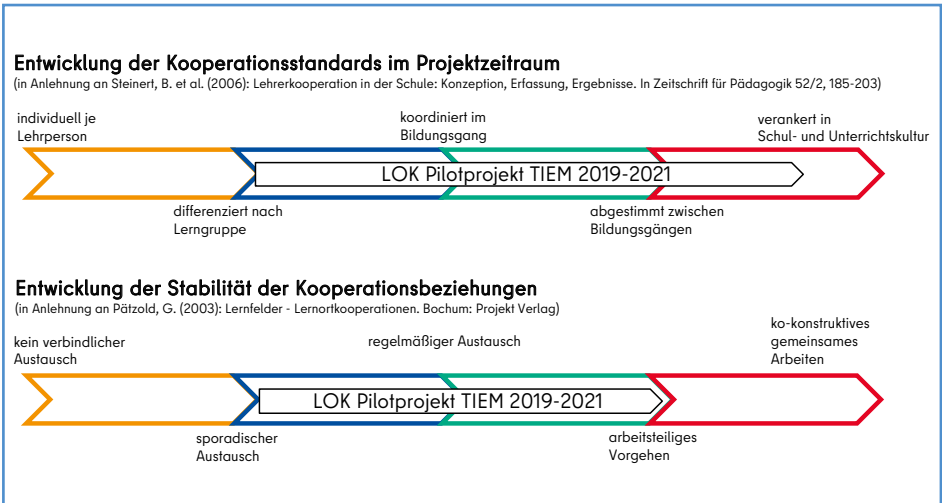 Entwicklung der Kooperationsstandards im Projektzeitraum
(in Anlehnung an Steinert, B. et al. (2006): Lehrerkooperation in der Schule: Konzeption, Erfassung, Ergebnisse. In Zeitschrift für Pädagogik 52/2, 185-203)
individuell je
Lehrperson
koordiniert im
Bildungsgang
verankert in
Schul- und Unterrichtskultur
LOK Pilotprojekt TIEM 2019-2021
differenziert nach
Lerngruppe
abgestimmt zwischen
Bildungsgängen
Entwicklung der Stabilität der Kooperationsbeziehungen
(in Anlehnung an Pätzold, G. (2003): Lernfelder - Lernortkooperationen. Bochum: Projekt Verlag)
kein verbindlicher
Austausch
regelmäßiger Austausch
ko-konstruktives
gemeinsames
Arbeiten
LOK Pilotprojekt TIEM 2019-2021
sporadischer
Austausch
arbeitsteiliges
Vorgehen